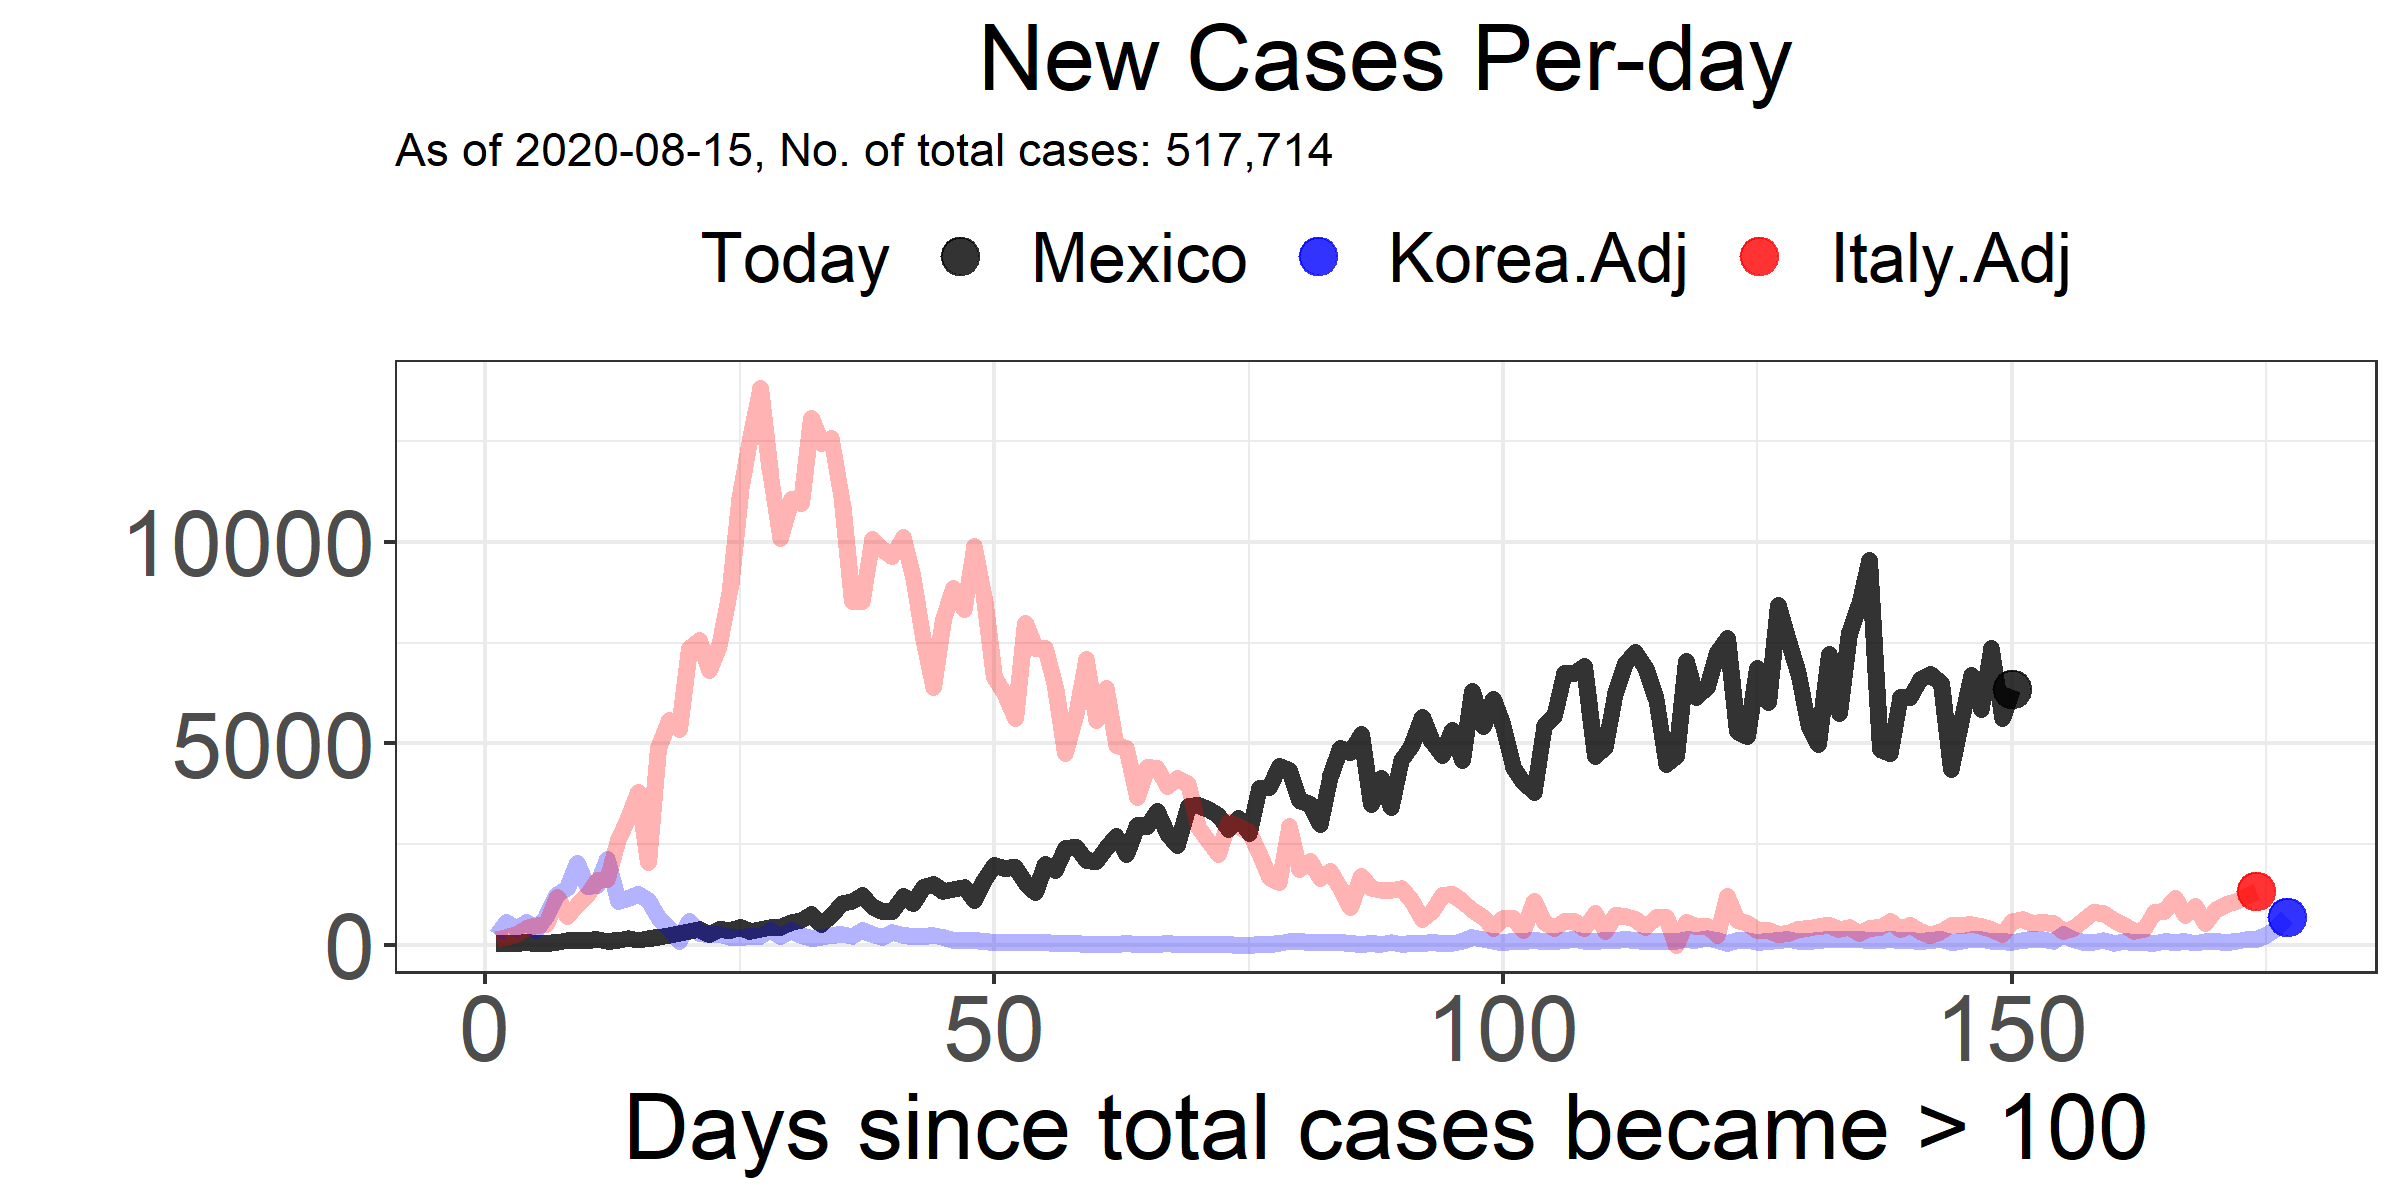 New Cases Per-day
As of 2020-08-15, No. of total cases: 517,714
Today Mexico Korea.Adj Italy.Adj
10000
5000
0
0 50 100 150
Days since total cases became > 100